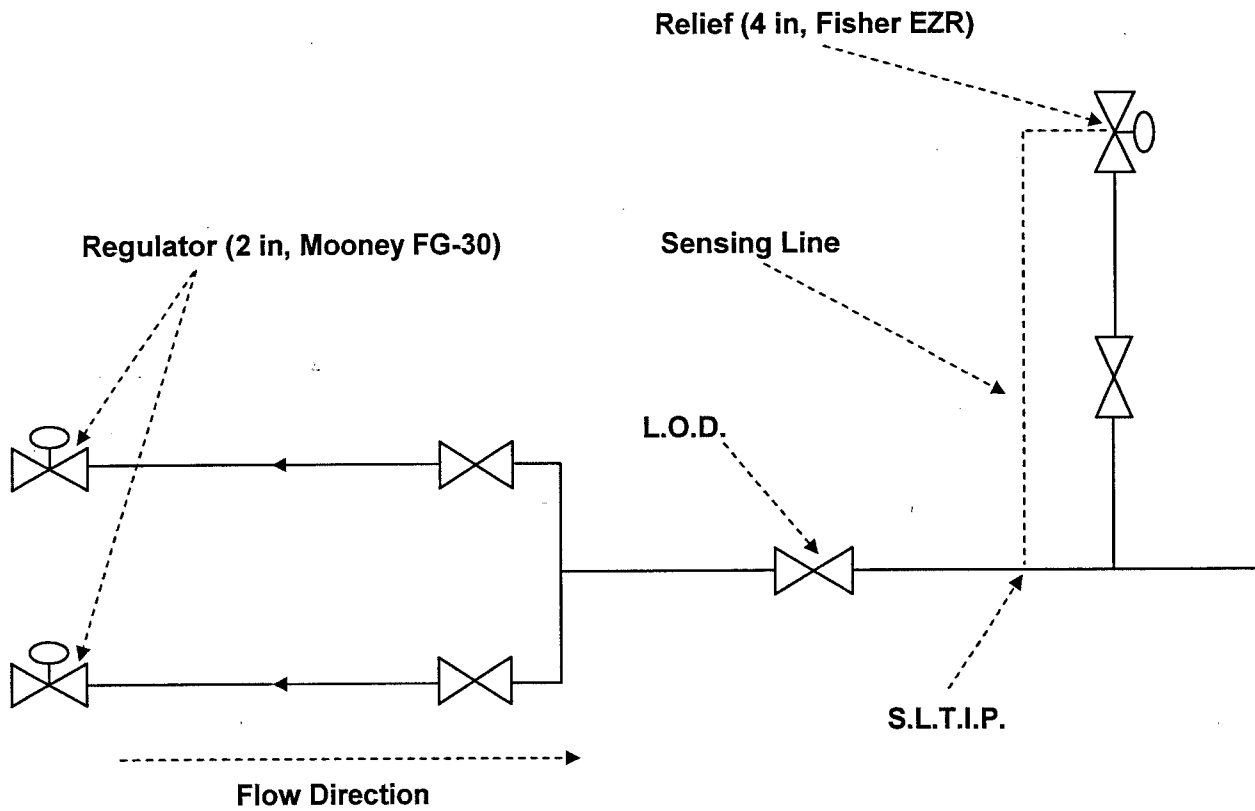 Relief (4 in, Fisher EZR)
Regulator (2 in, Mooney FG-30)
Sensing Line
L.O.D.
S.L.T.I.P.
Flow Direction